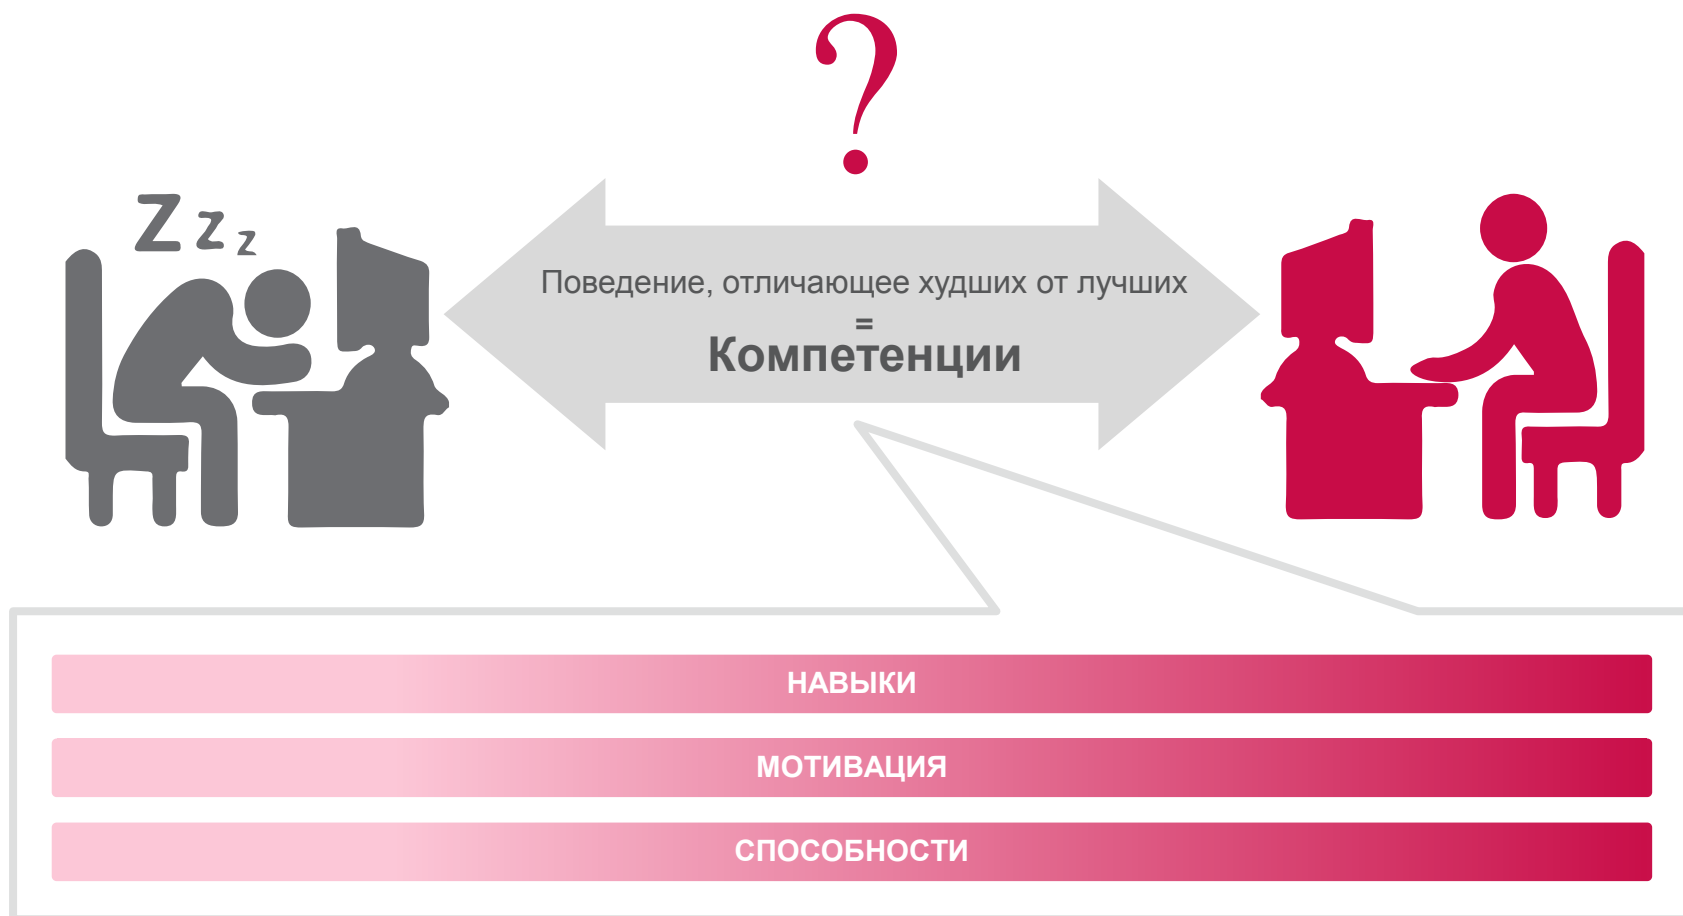 ?
Z z z
Поведение, отличающее худших от лучших
=
Компетенции
НАВЫКИ
МОТИВАЦИЯ
СПОСОБНОСТИ